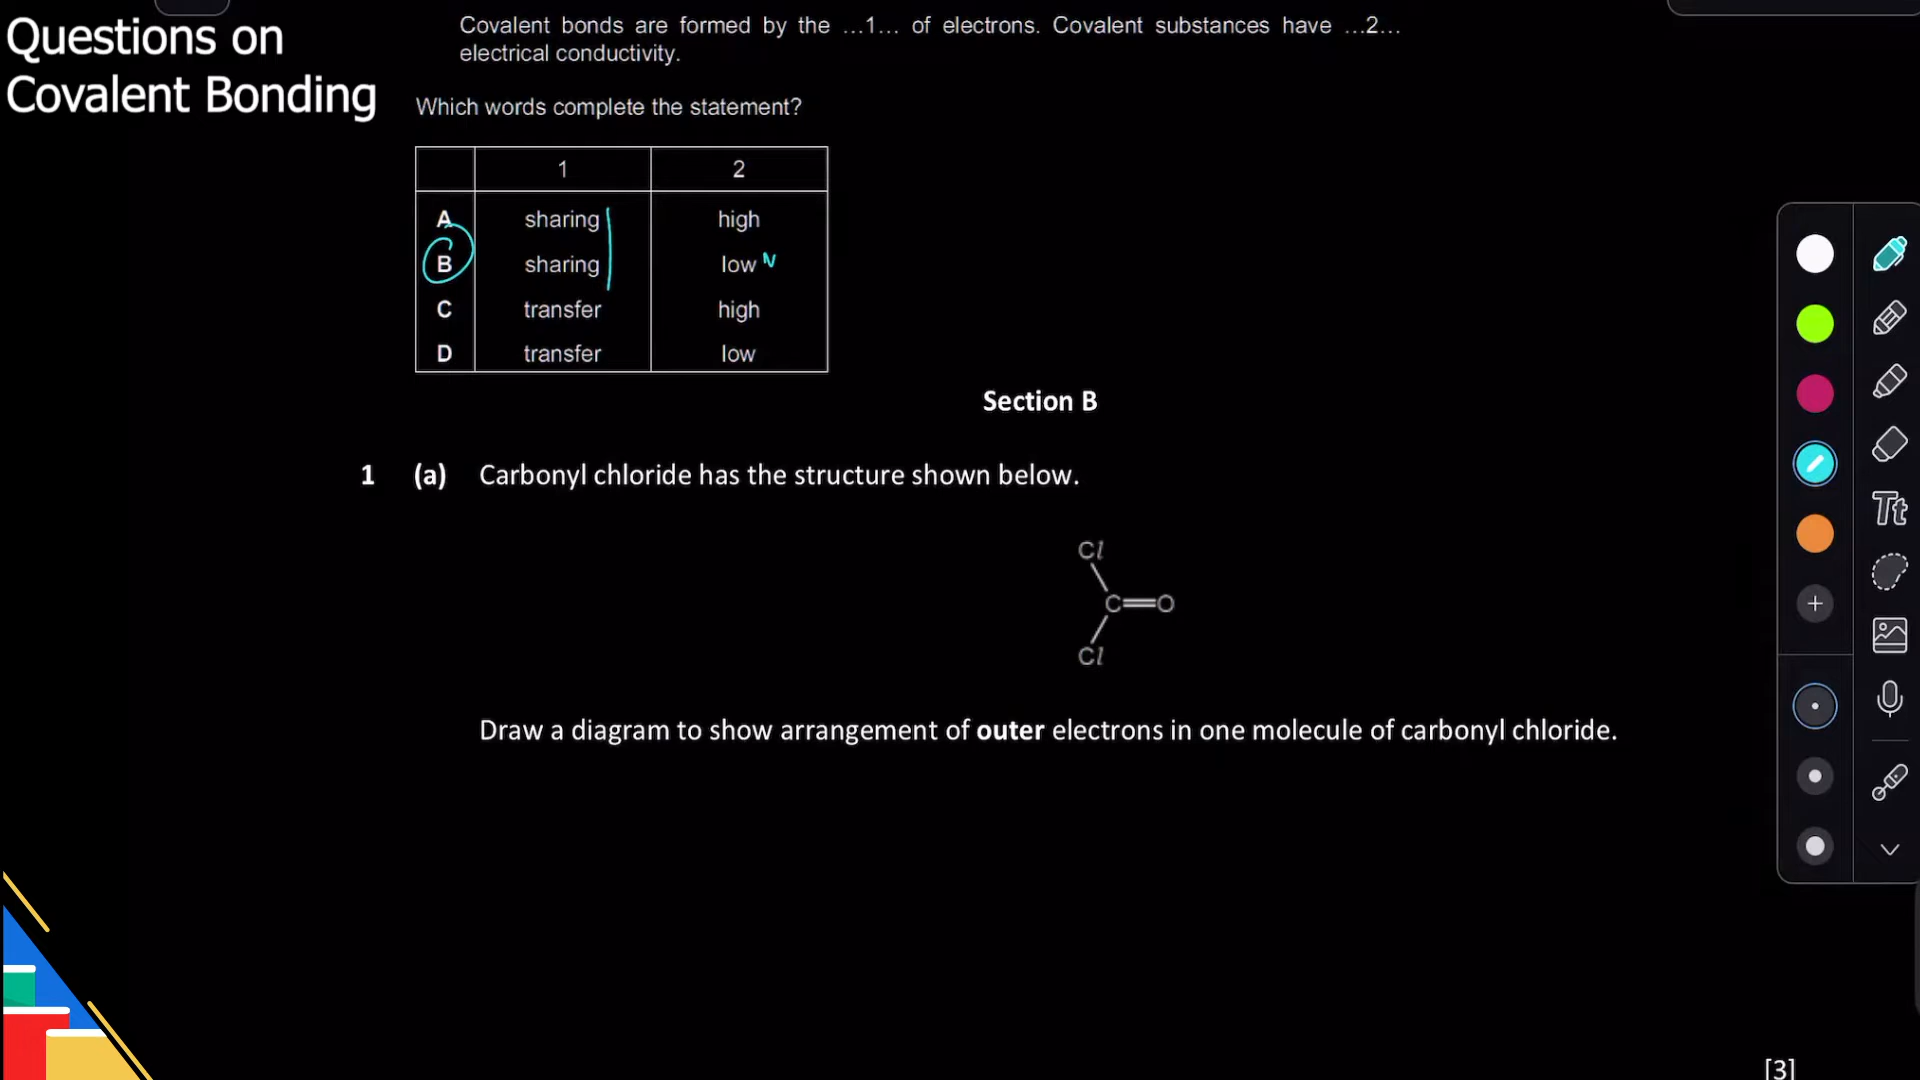 Questions on
Covalent Bonding
Covalent bonds are formed by the ...1... of electrons. Covalent substances have ...2...
electrical conductivity.
Which words complete the statement?
1 2
A sharing high
B sharing low N
C transfer high
D transfer low
Section B
1 (a) Carbonyl chloride has the structure shown below.
Cl
C O
Cl
Draw a diagram to show arrangement of outer electrons in one molecule of carbonyl chloride.
Tt
[3]